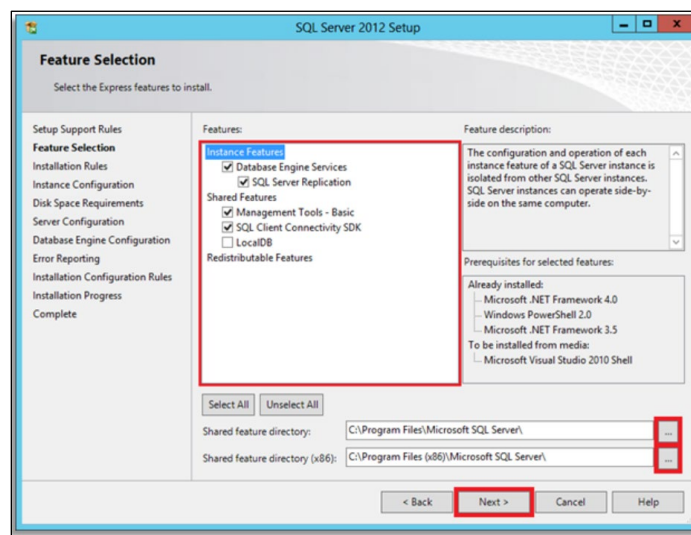 SQL Server 2012 Setup
Feature Selection
Select the Express features to install.
Setup Support Rules
Feature Selection
Installation Rules
Instance Configuration
Disk Space Requirements
Server Configuration
Database Engine Configuration
Error Reporting
Installation Configuration Rules
Installation Progress
Complete
Features:
Instance Features
Database Engine Services
SQL Server Replication
Shared Features
Management Tools - Basic
SQL Client Connectivity SDK
LocalDB
Redistributable Features
Feature description:
The configuration and operation of each
instance feature of a SQL Server instance is
isolated from other SQL Server instances.
SQL Server instances can operate side-by-
side on the same computer.
Prerequisites for selected features:
Already installed:
Microsoft .NET Framework 4.0
Windows PowerShell 2.0
Microsoft .NET Framework 3.5
To be installed from media:
Microsoft Visual Studio 2010 Shell
Select All Unselect All
Shared feature directory: C:\Program Files\Microsoft SQL Server\ ...
Shared feature directory (x86): C:\Program Files (x86)\Microsoft SQL Server\ ...
< Back Next > Cancel Help